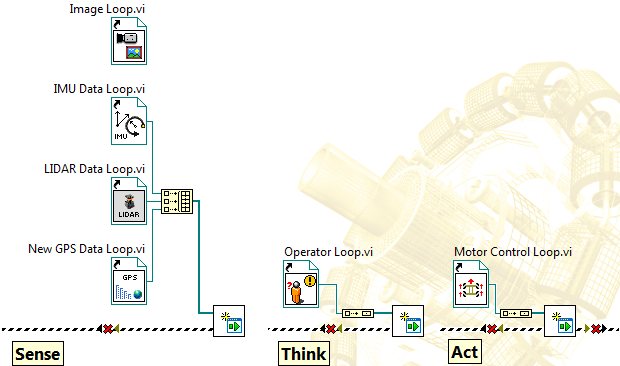 Image Loop.vi
IMU Data Loop.vi
IMU
LIDAR Data Loop.vi
LIDAR
New GPS Data Loop.vi
GPS
Sense
Operator Loop.vi
?
!
Think
Motor Control Loop.vi
Act